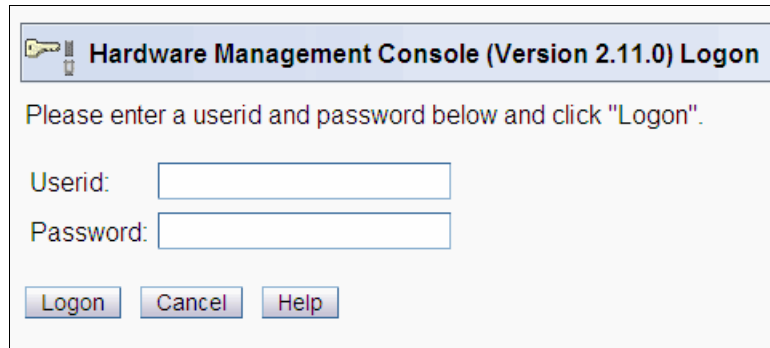 Hardware Management Console (Version 2.11.0) Logon
Please enter a userid and password below and click "Logon".
Userid:
Password:
Logon Cancel Help